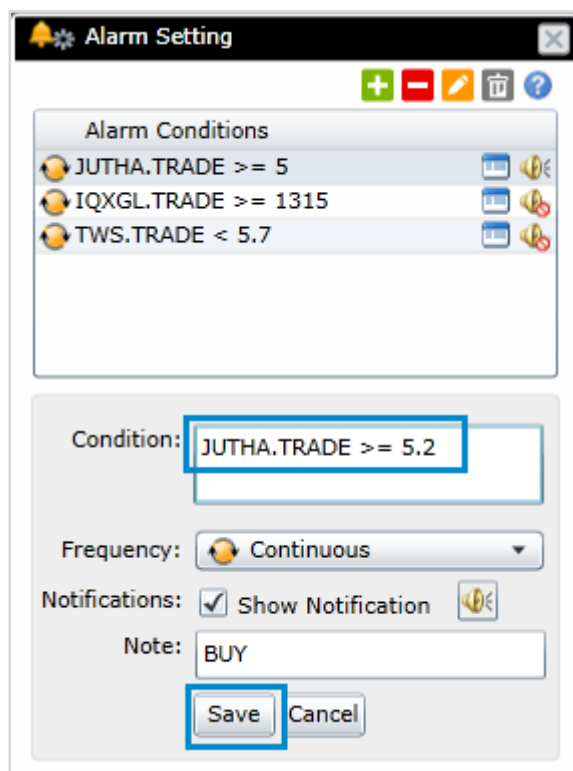 Alarm Setting
Alarm Conditions
JUTHA.TRADE >= 5
IQXGL.TRADE >= 1315
TWS.TRADE < 5.7
Condition: JUTHA.TRADE >= 5.2
Frequency: Continuous
Notifications: Show Notification
Note: BUY
Save Cancel